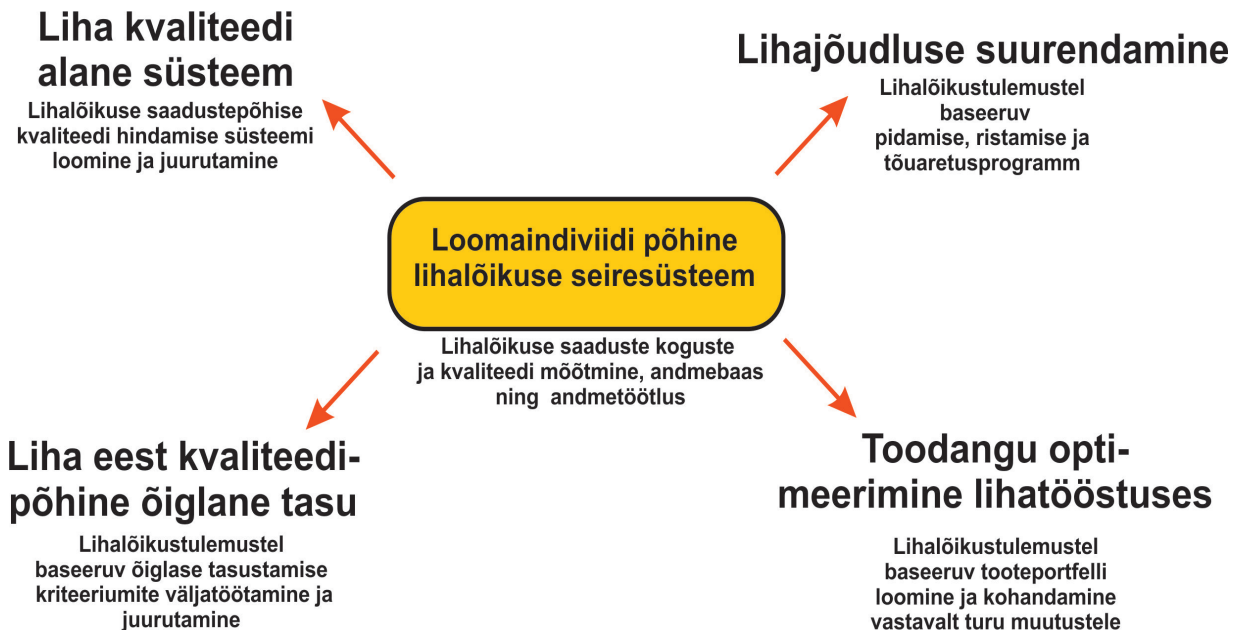 Liha kvaliteedi
alane süsteem
Lihalõikuse saadustepõhise
kvaliteedi hindamise süsteemi
loomine ja juurutamine
Lihajõudluse suurendamine
Lihalõikustulemustel
baseeruv
pidamise, ristamise ja
tõuaretusprogramm
Loomaindiviidi põhine
lihalõikuse seiresüsteem
Lihalõikuse saaduste koguste
ja kvaliteedi mõõtmine, andmebaas
ning andmetöötlus
Liha eest kvaliteedi-
põhine õiglane tasu
Lihalõikustulemustel
baseeruv õiglase tasustamise
kriteeriumite väljatöötamine ja
juurutamine
Toodangu opti-
meerimine lihatööstuses
Lihalõikustulemustel
baseeruv tooteportfelli
loomine ja kohandamine
vastavalt turu muutustele